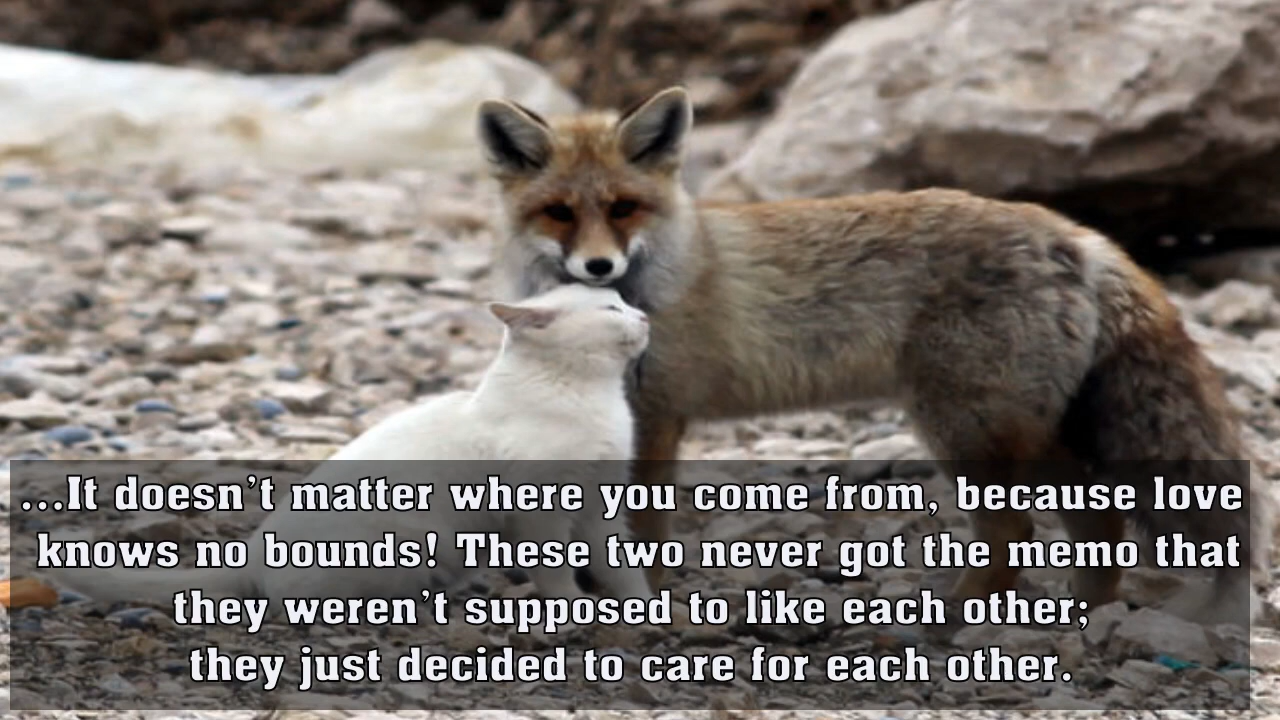 ...It doesn't matter where you come from, because love
knows no bounds! These two never got the memo that
they weren't supposed to like each other;
they just decided to care for each other.